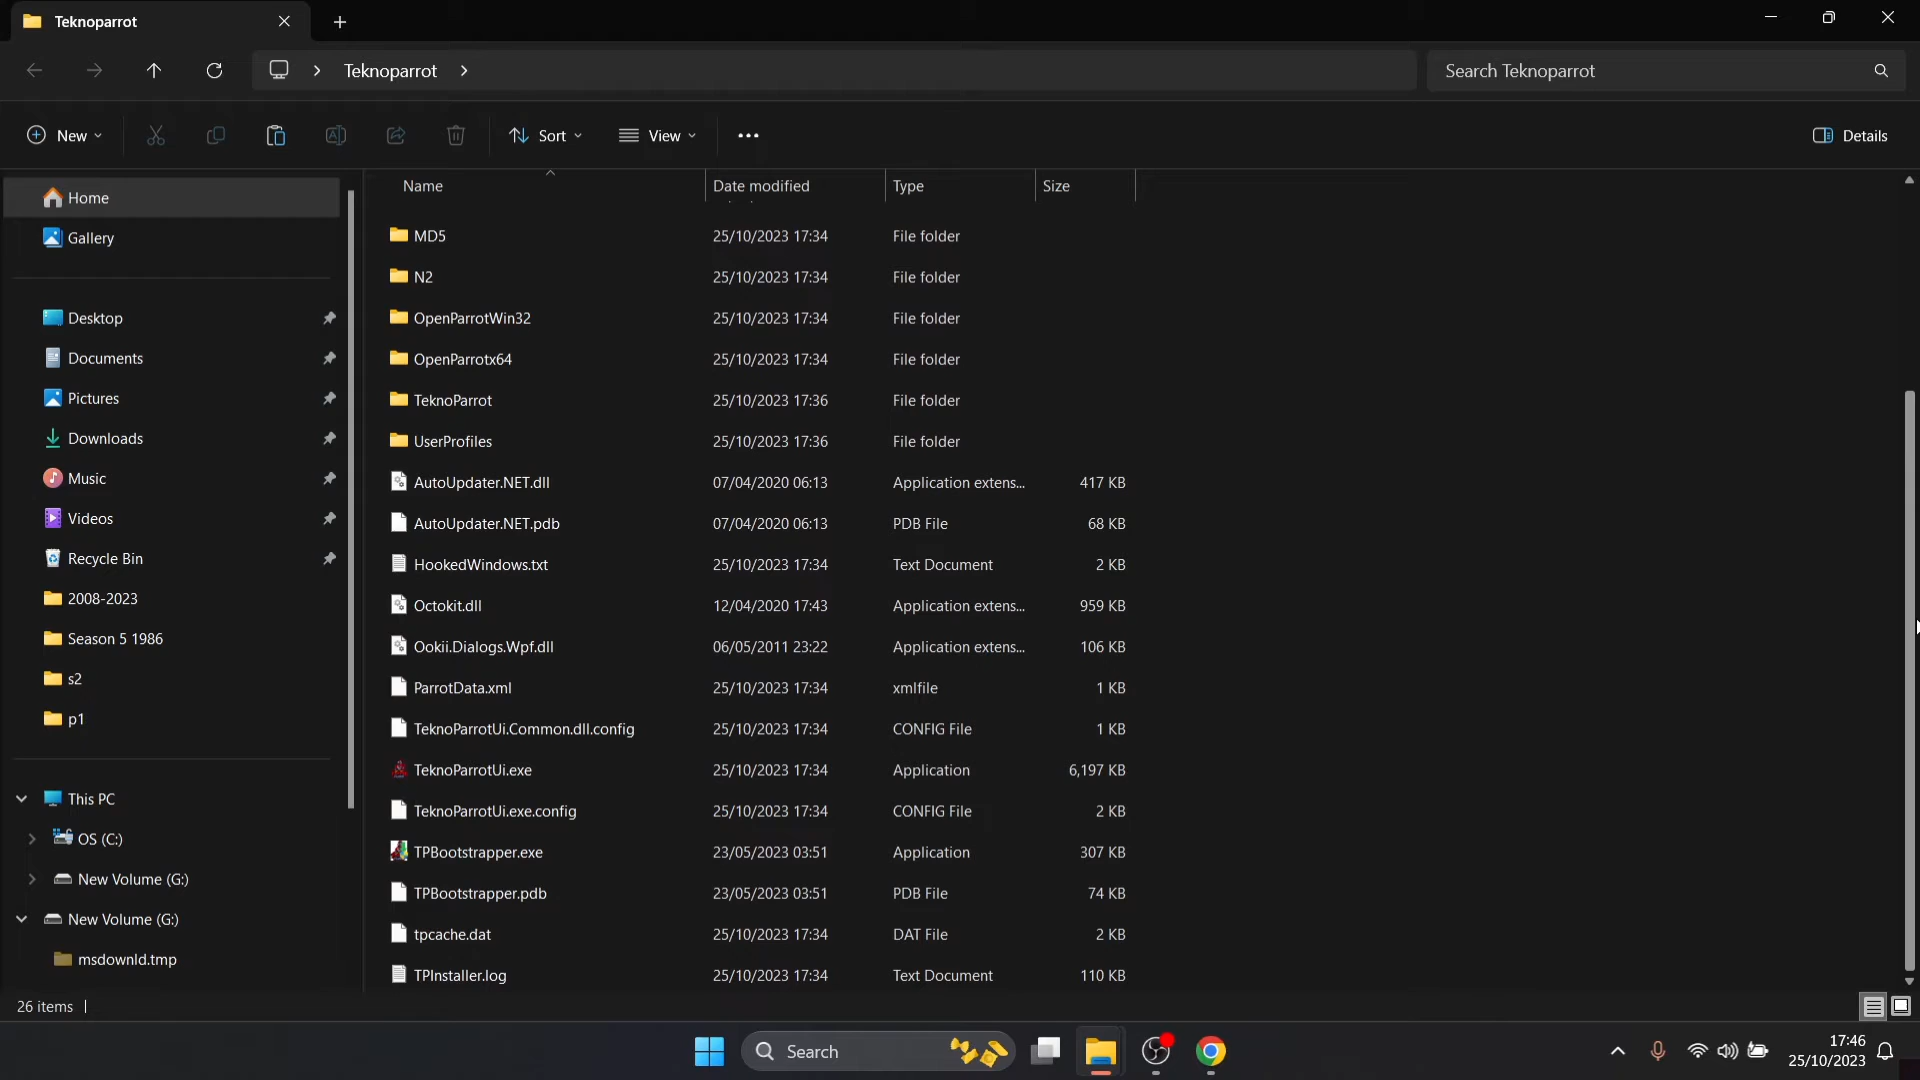 Teknoparrot
Teknoparrot
Search Teknoparrot
New
Sort
View
Details
Home
Gallery
Desktop
Documents
Pictures
Downloads
Music
Videos
Recycle Bin
2008-2023
Season 5 1986
s2
p1
This PC
OS (C:)
New Volume (G:)
New Volume (G:)
msdownld.tmp
Name Date modified Type Size
MD5 25/10/2023 17:34 File folder
N2 25/10/2023 17:34 File folder
OpenParrotWin32 25/10/2023 17:34 File folder
OpenParrotx64 25/10/2023 17:34 File folder
TeknoParrot 25/10/2023 17:36 File folder
UserProfiles 25/10/2023 17:36 File folder
AutoUpdater.NET.dll 07/04/2020 06:13 Application extens... 417 KB
AutoUpdater.NET.pdb 07/04/2020 06:13 PDB File 68 KB
HookedWindows.txt 25/10/2023 17:34 Text Document 2 KB
Octokit.dll 12/04/2020 17:43 Application extens... 959 KB
Ookii.Dialogs.Wpf.dll 06/05/2011 23:22 Application extens... 106 KB
ParrotData.xml 25/10/2023 17:34 xmlfile 1 KB
TeknoParrotUi.Common.dll.config 25/10/2023 17:34 CONFIG File 1 KB
TeknoParrotUi.exe 25/10/2023 17:34 Application 6,197 KB
TeknoParrotUi.exe.config 25/10/2023 17:34 CONFIG File 2 KB
TPBootstrapper.exe 23/05/2023 03:51 Application 307 KB
TPBootstrapper.pdb 23/05/2023 03:51 PDB File 74 KB
tpcache.dat 25/10/2023 17:34 DAT File 2 KB
TPInstaller.log 25/10/2023 17:34 Text Document 110 KB
26 items
Search
17:46
25/10/2023